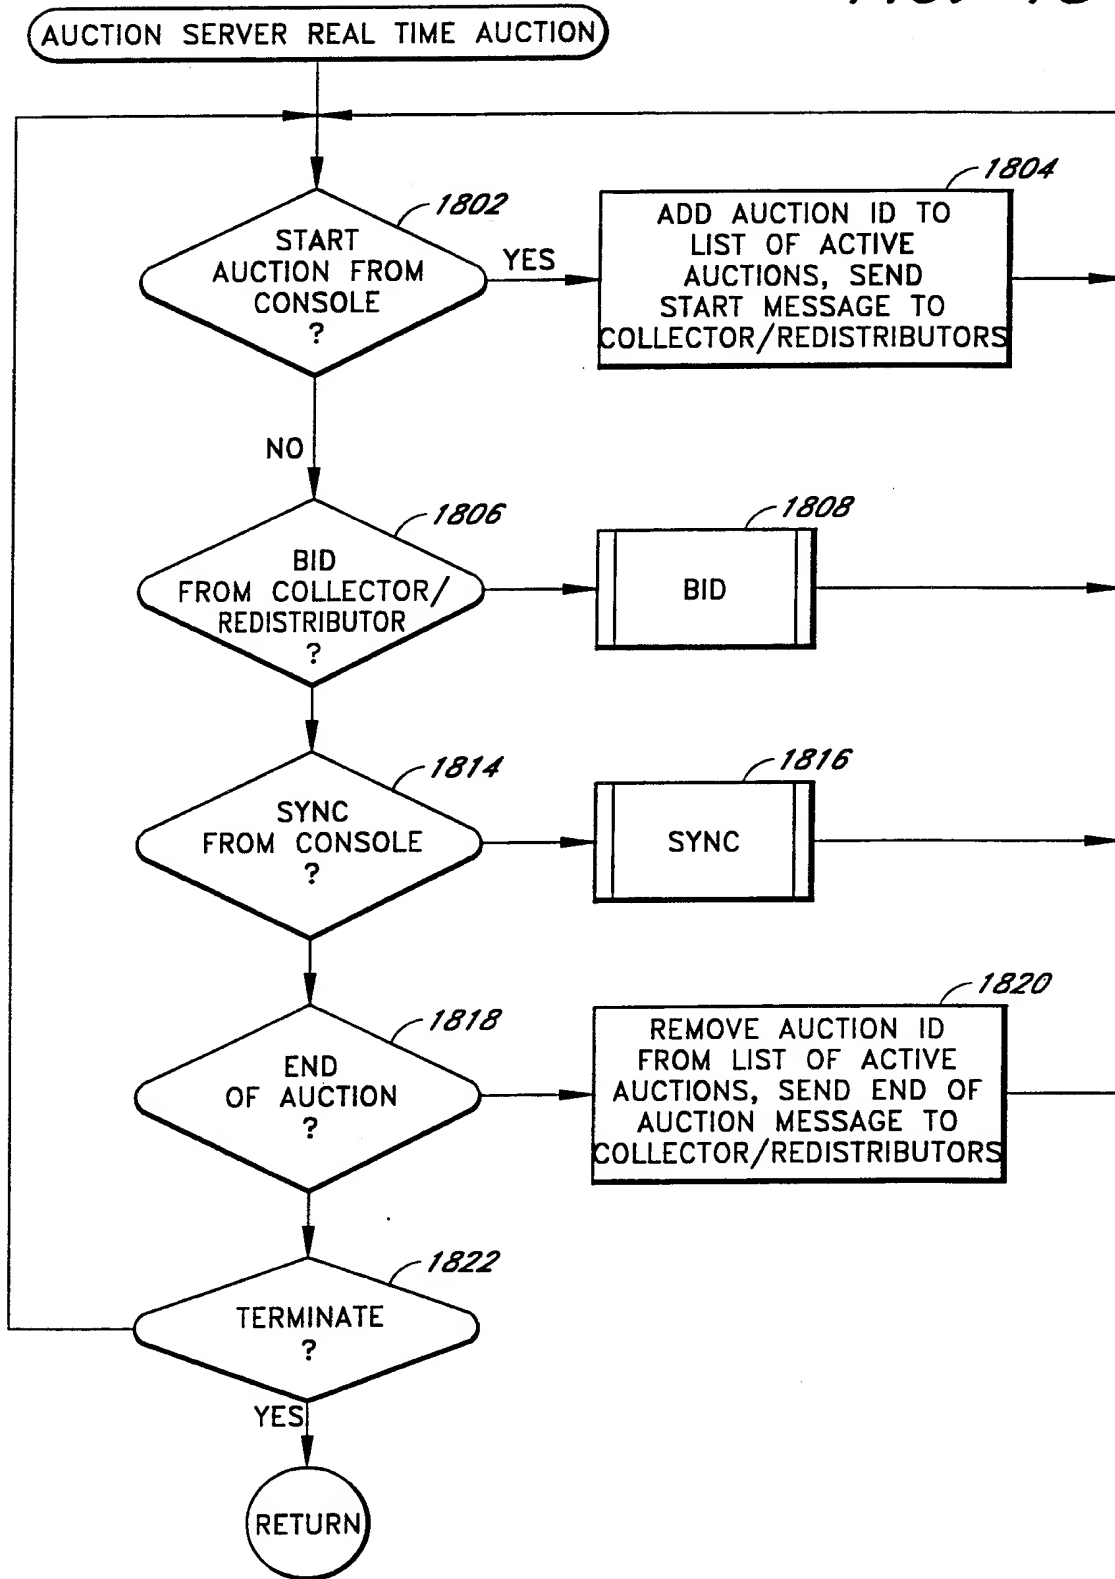 AUCTION SERVER REAL TIME AUCTION
1802
START
AUCTION FROM
CONSOLE
?
YES
1804
ADD AUCTION ID TO
LIST OF ACTIVE
AUCTIONS, SEND
START MESSAGE TO
COLLECTOR/REDISTRIBUTORS
NO
1806
BID
FROM COLLECTOR/
REDISTRIBUTOR
?
1808
BID
1814
SYNC
FROM CONSOLE
?
1816
SYNC
1818
END
OF AUCTION
?
1820
REMOVE AUCTION ID
FROM LIST OF ACTIVE
AUCTIONS, SEND END OF
AUCTION MESSAGE TO
COLLECTOR/REDISTRIBUTORS
1822
TERMINATE
?
YES
RETURN